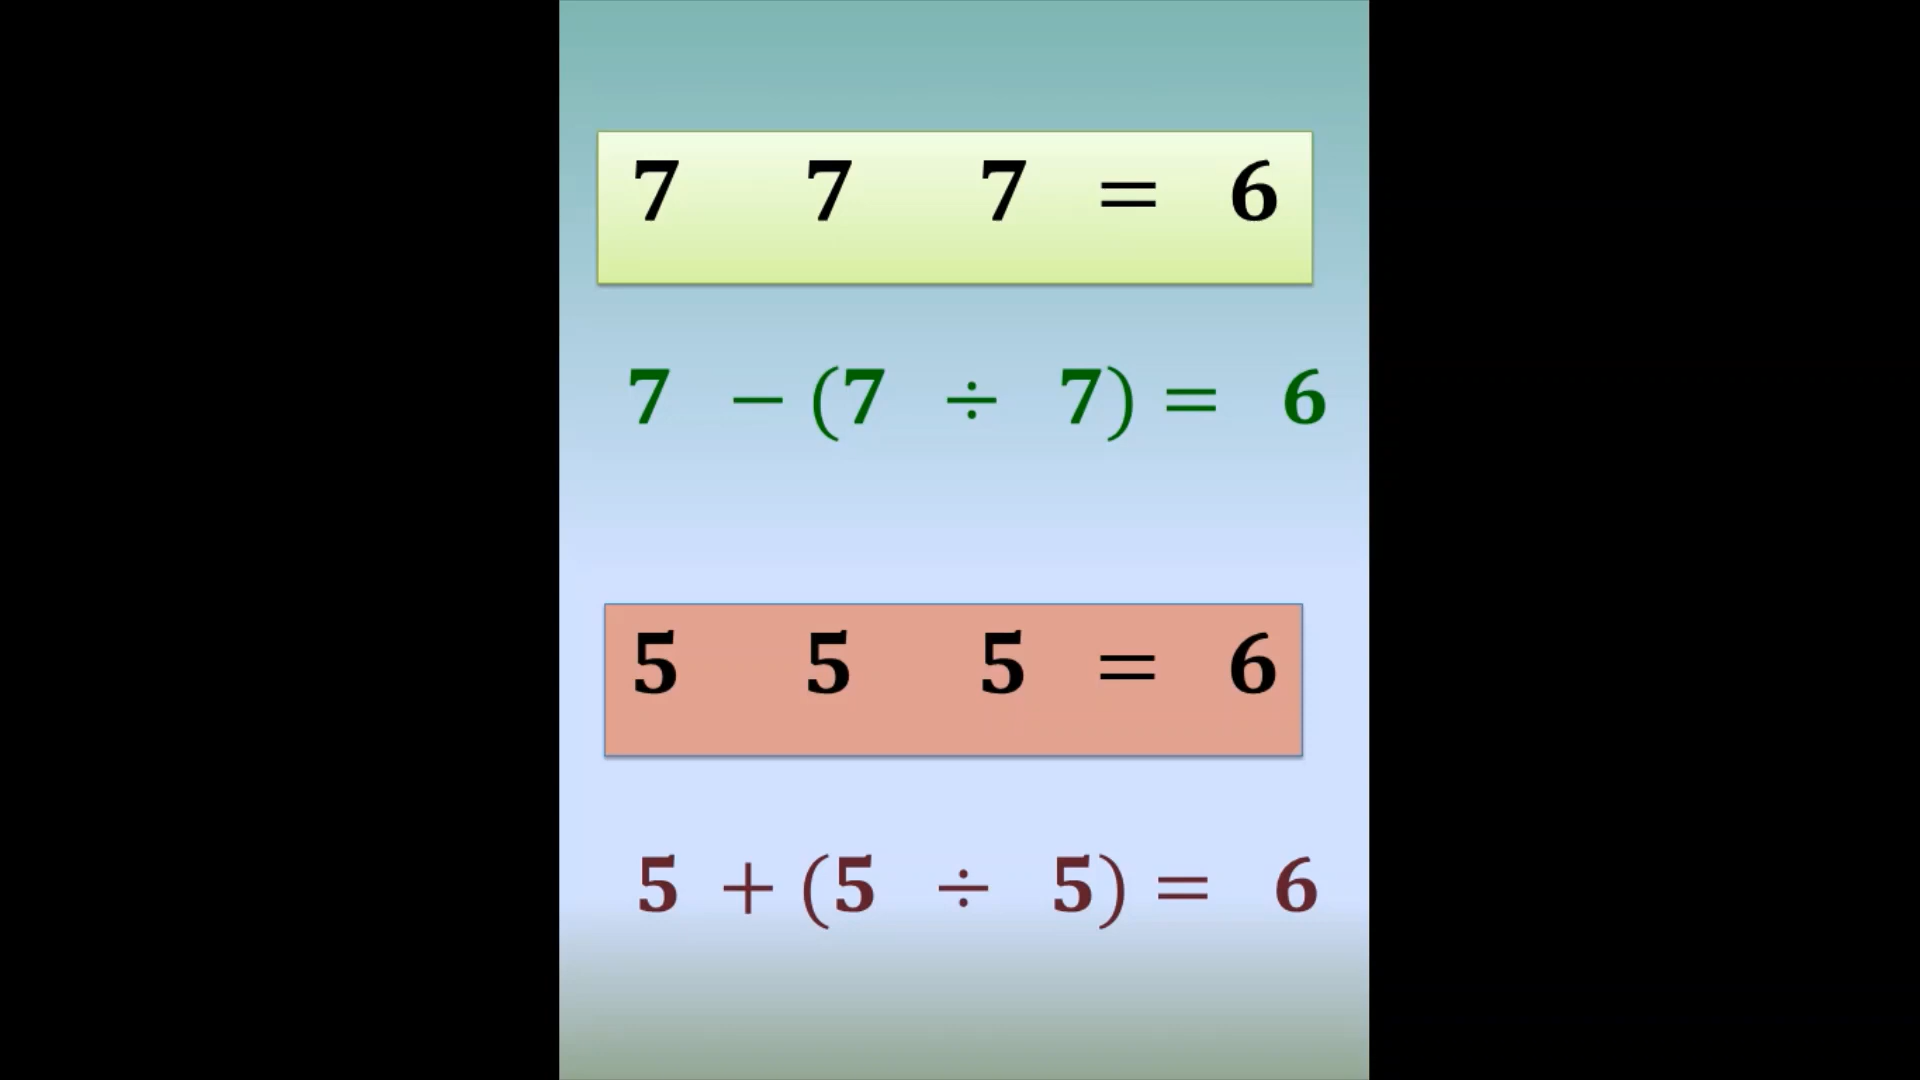 7 7 7 = 6
7 − (7 ÷ 7) = 6
5 5 5 = 6
5 + (5 ÷ 5) = 6